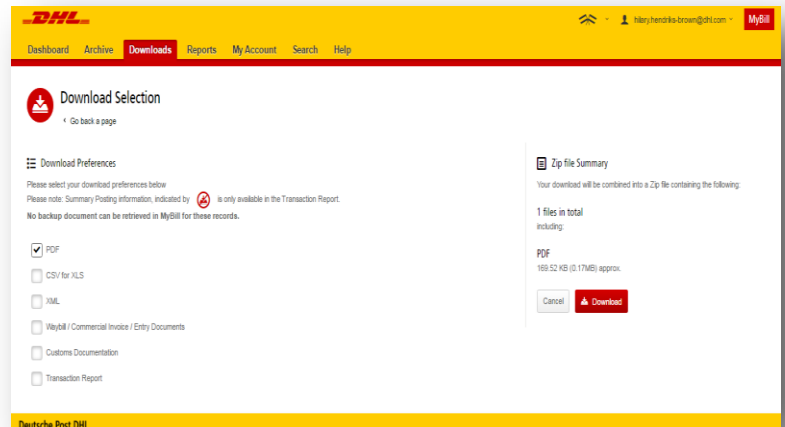 DHL
hilary.hendriks-brown@dhl.com
MyBill
Dashboard Archive Downloads Reports My Account Search Help
Download Selection
Go back a page
Download Preferences
Please select your download preferences below
Please note: Summary Posting information, indicated by is only available in the Transaction Report.
No backup document can be retrieved in MyBill for these records.
PDF
CSV for XLS
XML
Waybill / Commercial Invoice / Entry Documents
Customs Documentation
Transaction Report
Zip file Summary
Your download will be combined into a Zip file containing the following:
1 files in total
including:
PDF
169.52 KB (0.17MB) approx.
Cancel Download
Deutsche Post DHL